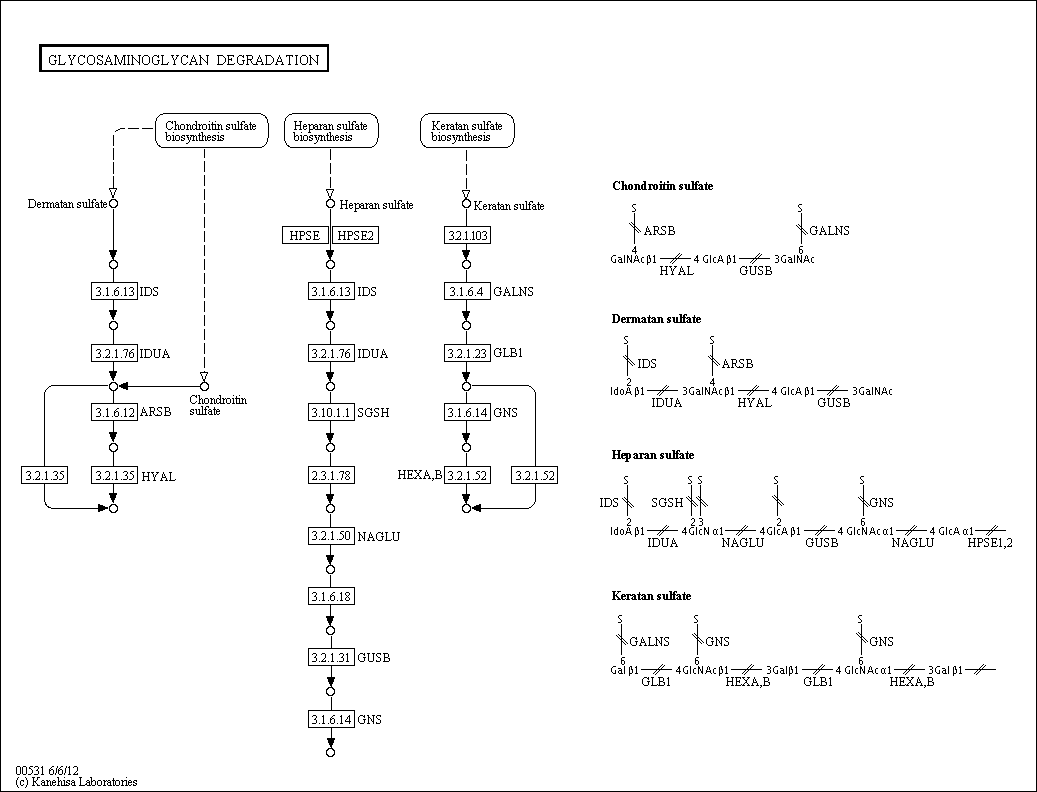 GLYCOSAMINOGLYCAN DEGRADATION
Chondroitin sulfate
biosynthesis
Heparan sulfate
biosynthesis
Keratan sulfate
biosynthesis
Dermatan sulfate
Heparan sulfate
Keratan sulfate
HPSE
HPSE2
3.2.1.103
3.1.6.13 IDS
3.1.6.13 IDS
3.1.6.4 GALNS
3.2.1.76 IDUA
3.2.1.76 IDUA
3.2.1.23 GLB1
Chondroitin
sulfate
3.1.6.12 ARSB
3.10.1.1 SGSH
3.1.6.14 GNS
3.2.1.35
3.2.1.35 HYAL
2.3.1.78
HEXA,B 3.2.1.52
3.2.1.52
3.2.1.50 NAGLU
3.1.6.18
3.2.1.31 GUSB
3.1.6.14 GNS
Chondroitin sulfate
S S
ARSB GALNS
4 6
GalNAc β1 4 GlcA β1 3GalNAc
HYAL GUSB
Dermatan sulfate
S S
IDS ARSB
2 4
IdoA β1 3GalNAc β1 4 GlcA β1 3GalNAc
IDUA HYAL GUSB
Heparan sulfate
S S S S S
IDS SGSH GNS
2 2 3 2 6
IdoA β1 4GlcN α1 4GlcA β1 4 GlcNAc α1 4 GlcA α1
IDUA NAGLU GUSB NAGLU HPSE1,2
Keratan sulfate
S S S
GALNS GNS GNS
6 6 6
Gal β1 4GlcNAc β1 3Gal β1 4 GlcNAc α1 3Gal β1
GLB1 HEXA,B GLB1 HEXA,B
00531 6/6/12
(c) Kanehisa Laboratories